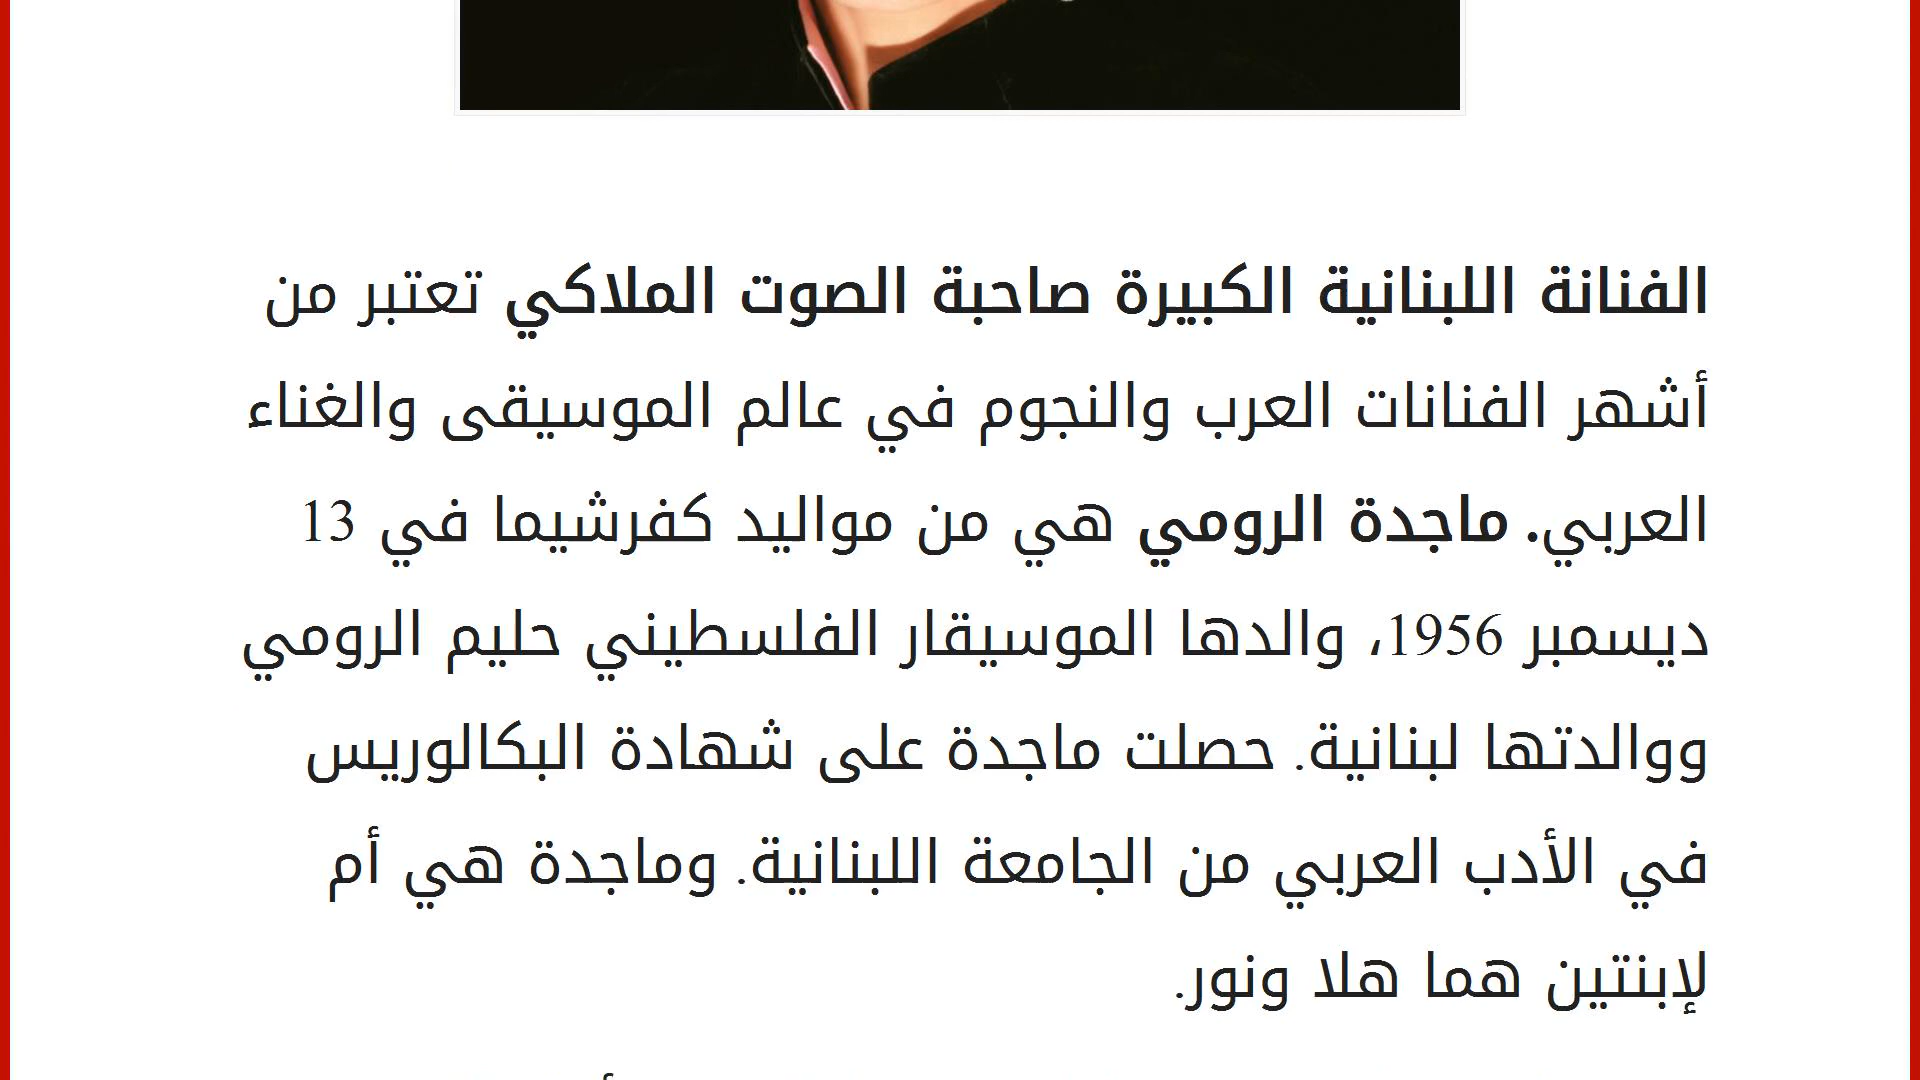 الفنانة اللبنانية الكبيرة صاحبة الصوت الملاكي تعتبر من
أشهر الفنانات العرب والنجوم في عالم الموسيقى والغناء
العربي. ماجدة الرومي هي من مواليد كفرشيما في 13
ديسمبر 1956، والدها الموسيقار الفلسطيني حليم الرومي
ووالدتها لبنانية. حصلت ماجدة على شهادة البكالوريس
في الأدب العربي من الجامعة اللبنانية. وماجدة هي أم
لإبنتين هما هلا ونور.